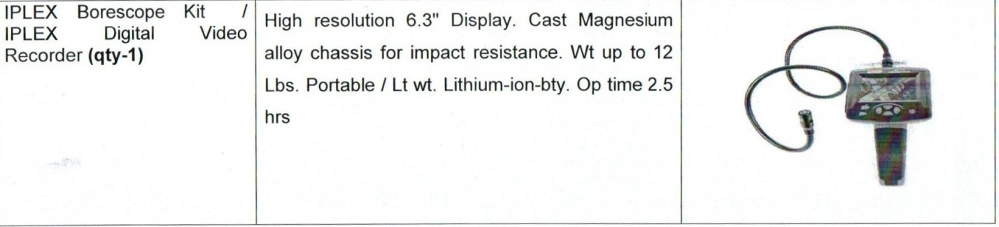 IPLEX Borescope Kit /
IPLEX Digital Video
Recorder (qty-1)
High resolution 6.3" Display. Cast Magnesium
alloy chassis for impact resistance. Wt up to 12
Lbs. Portable / Lt wt. Lithium-ion-bty. Op time 2.5
hrs